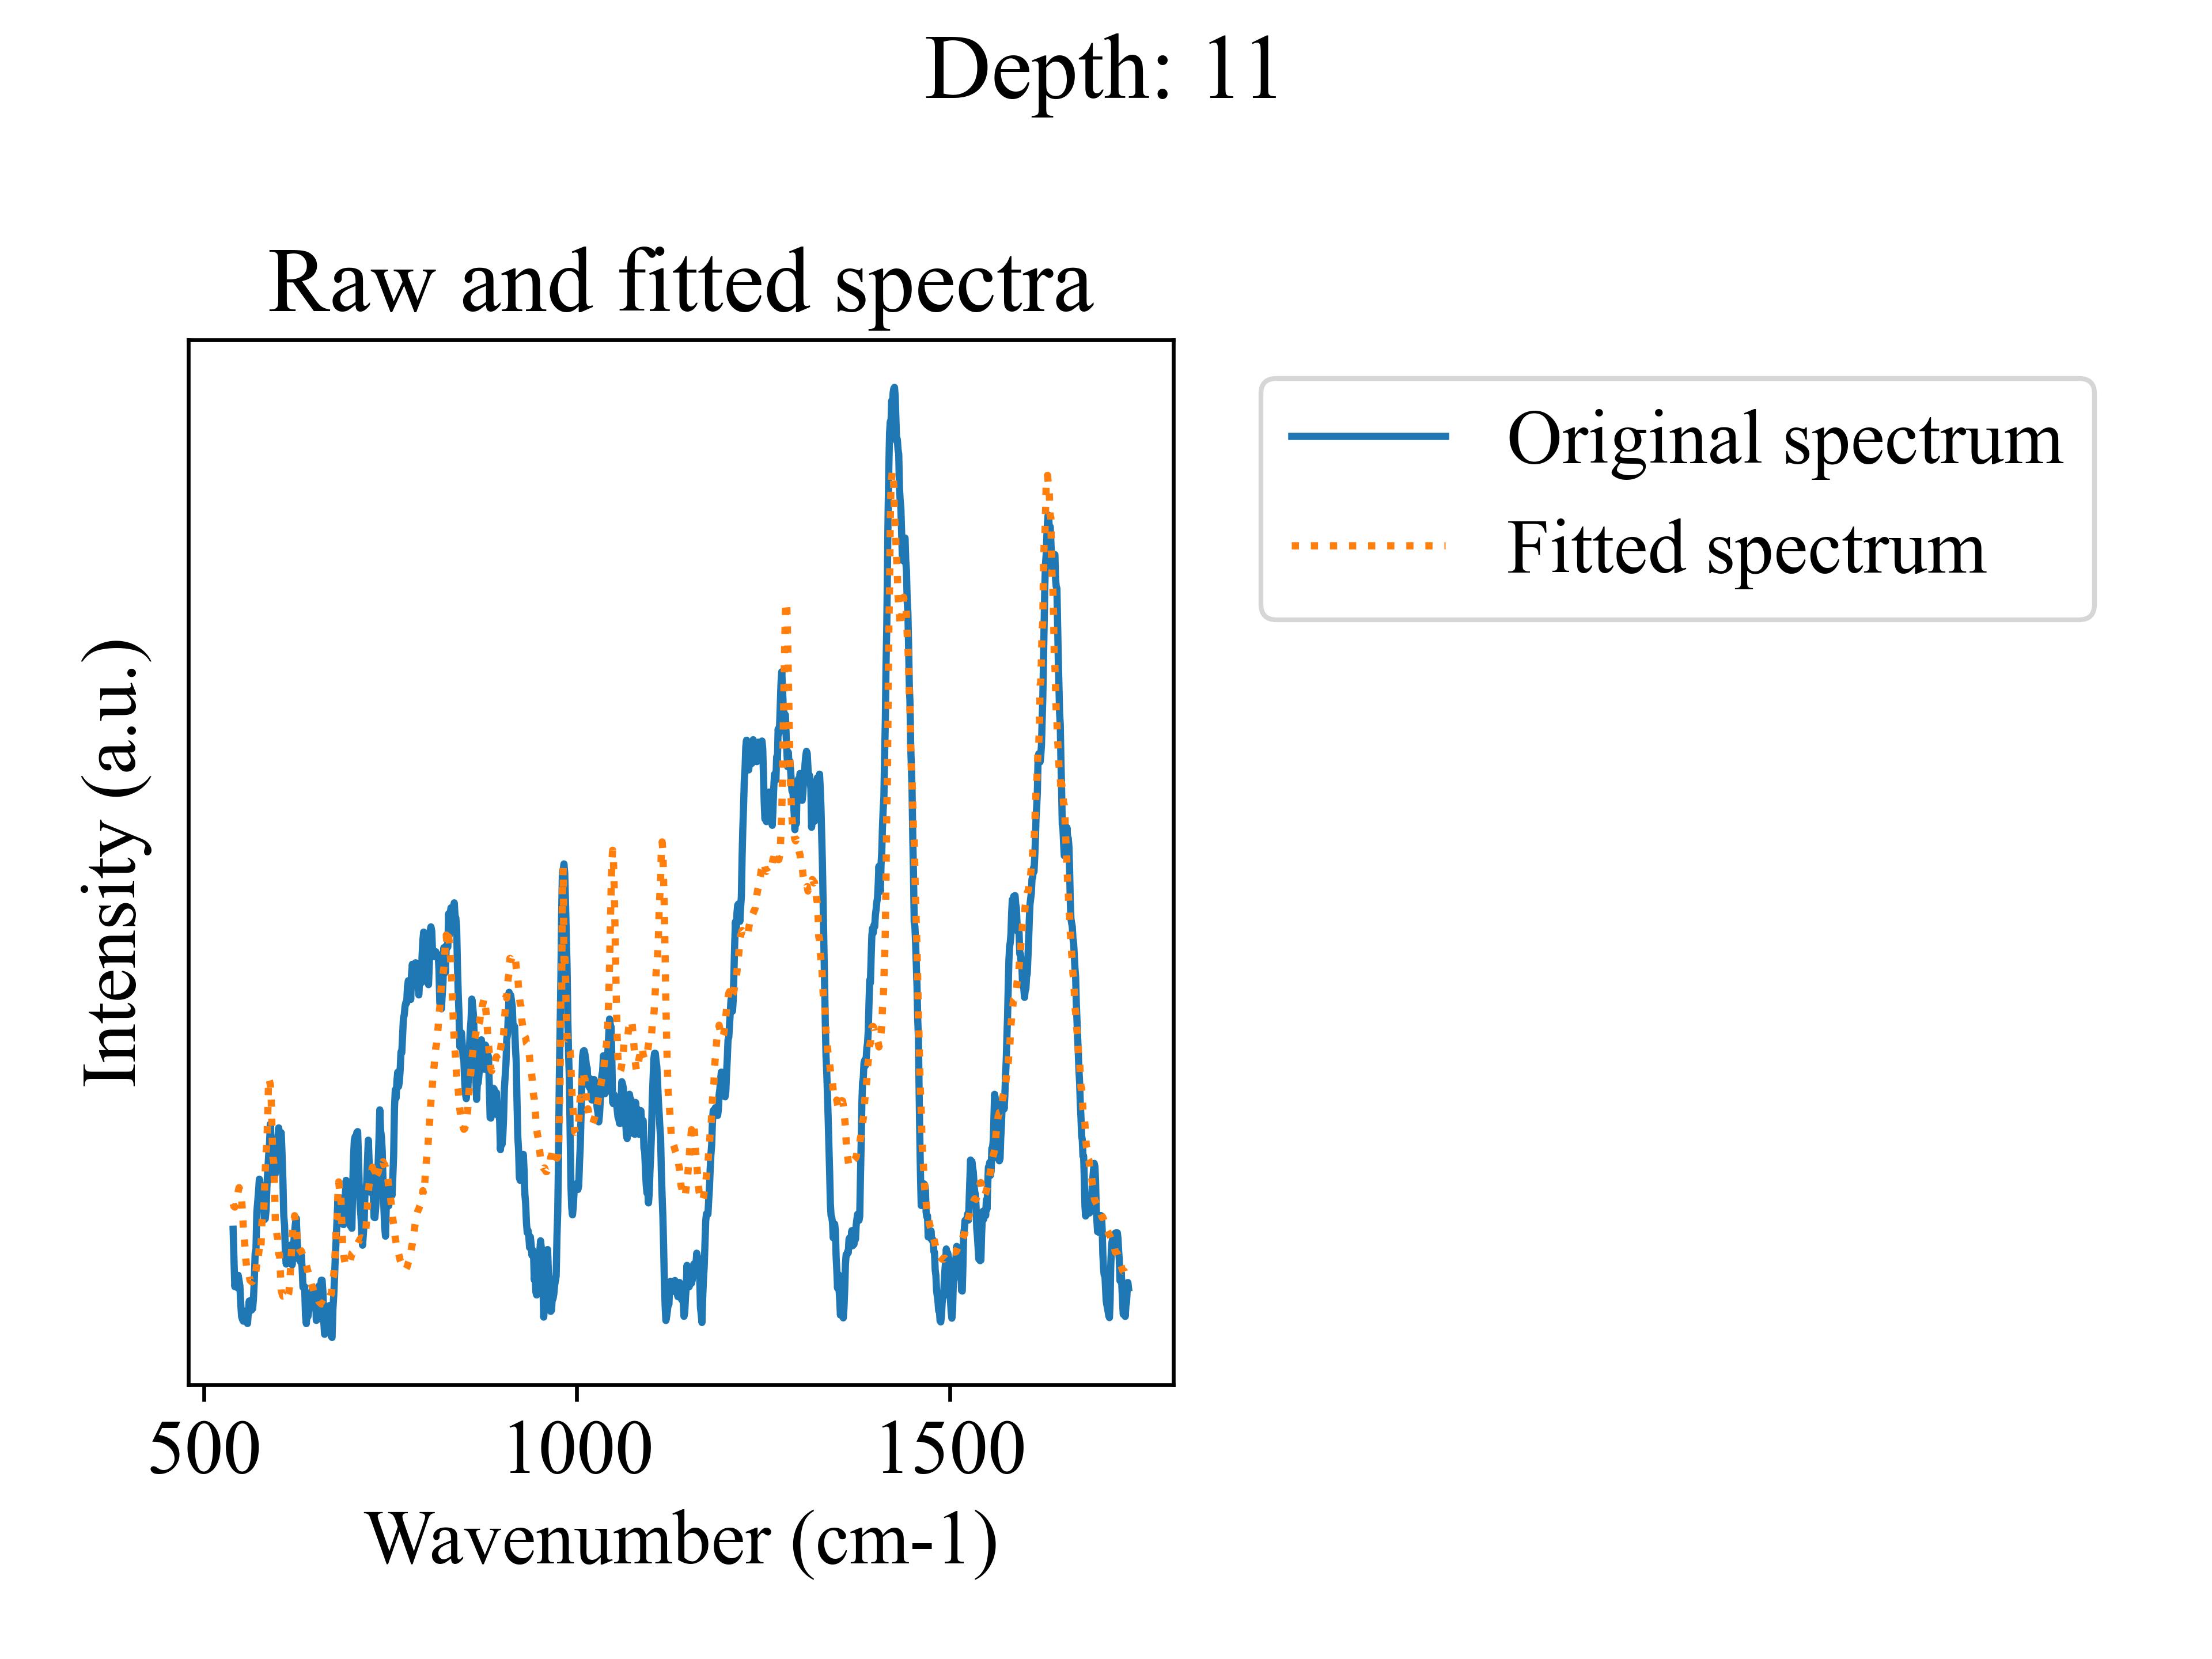 Depth: 11
Raw and fitted spectra
Original spectrum
Fitted spectrum
Intensity (a.u.)
500 1000 1500
Wavenumber (cm-1)